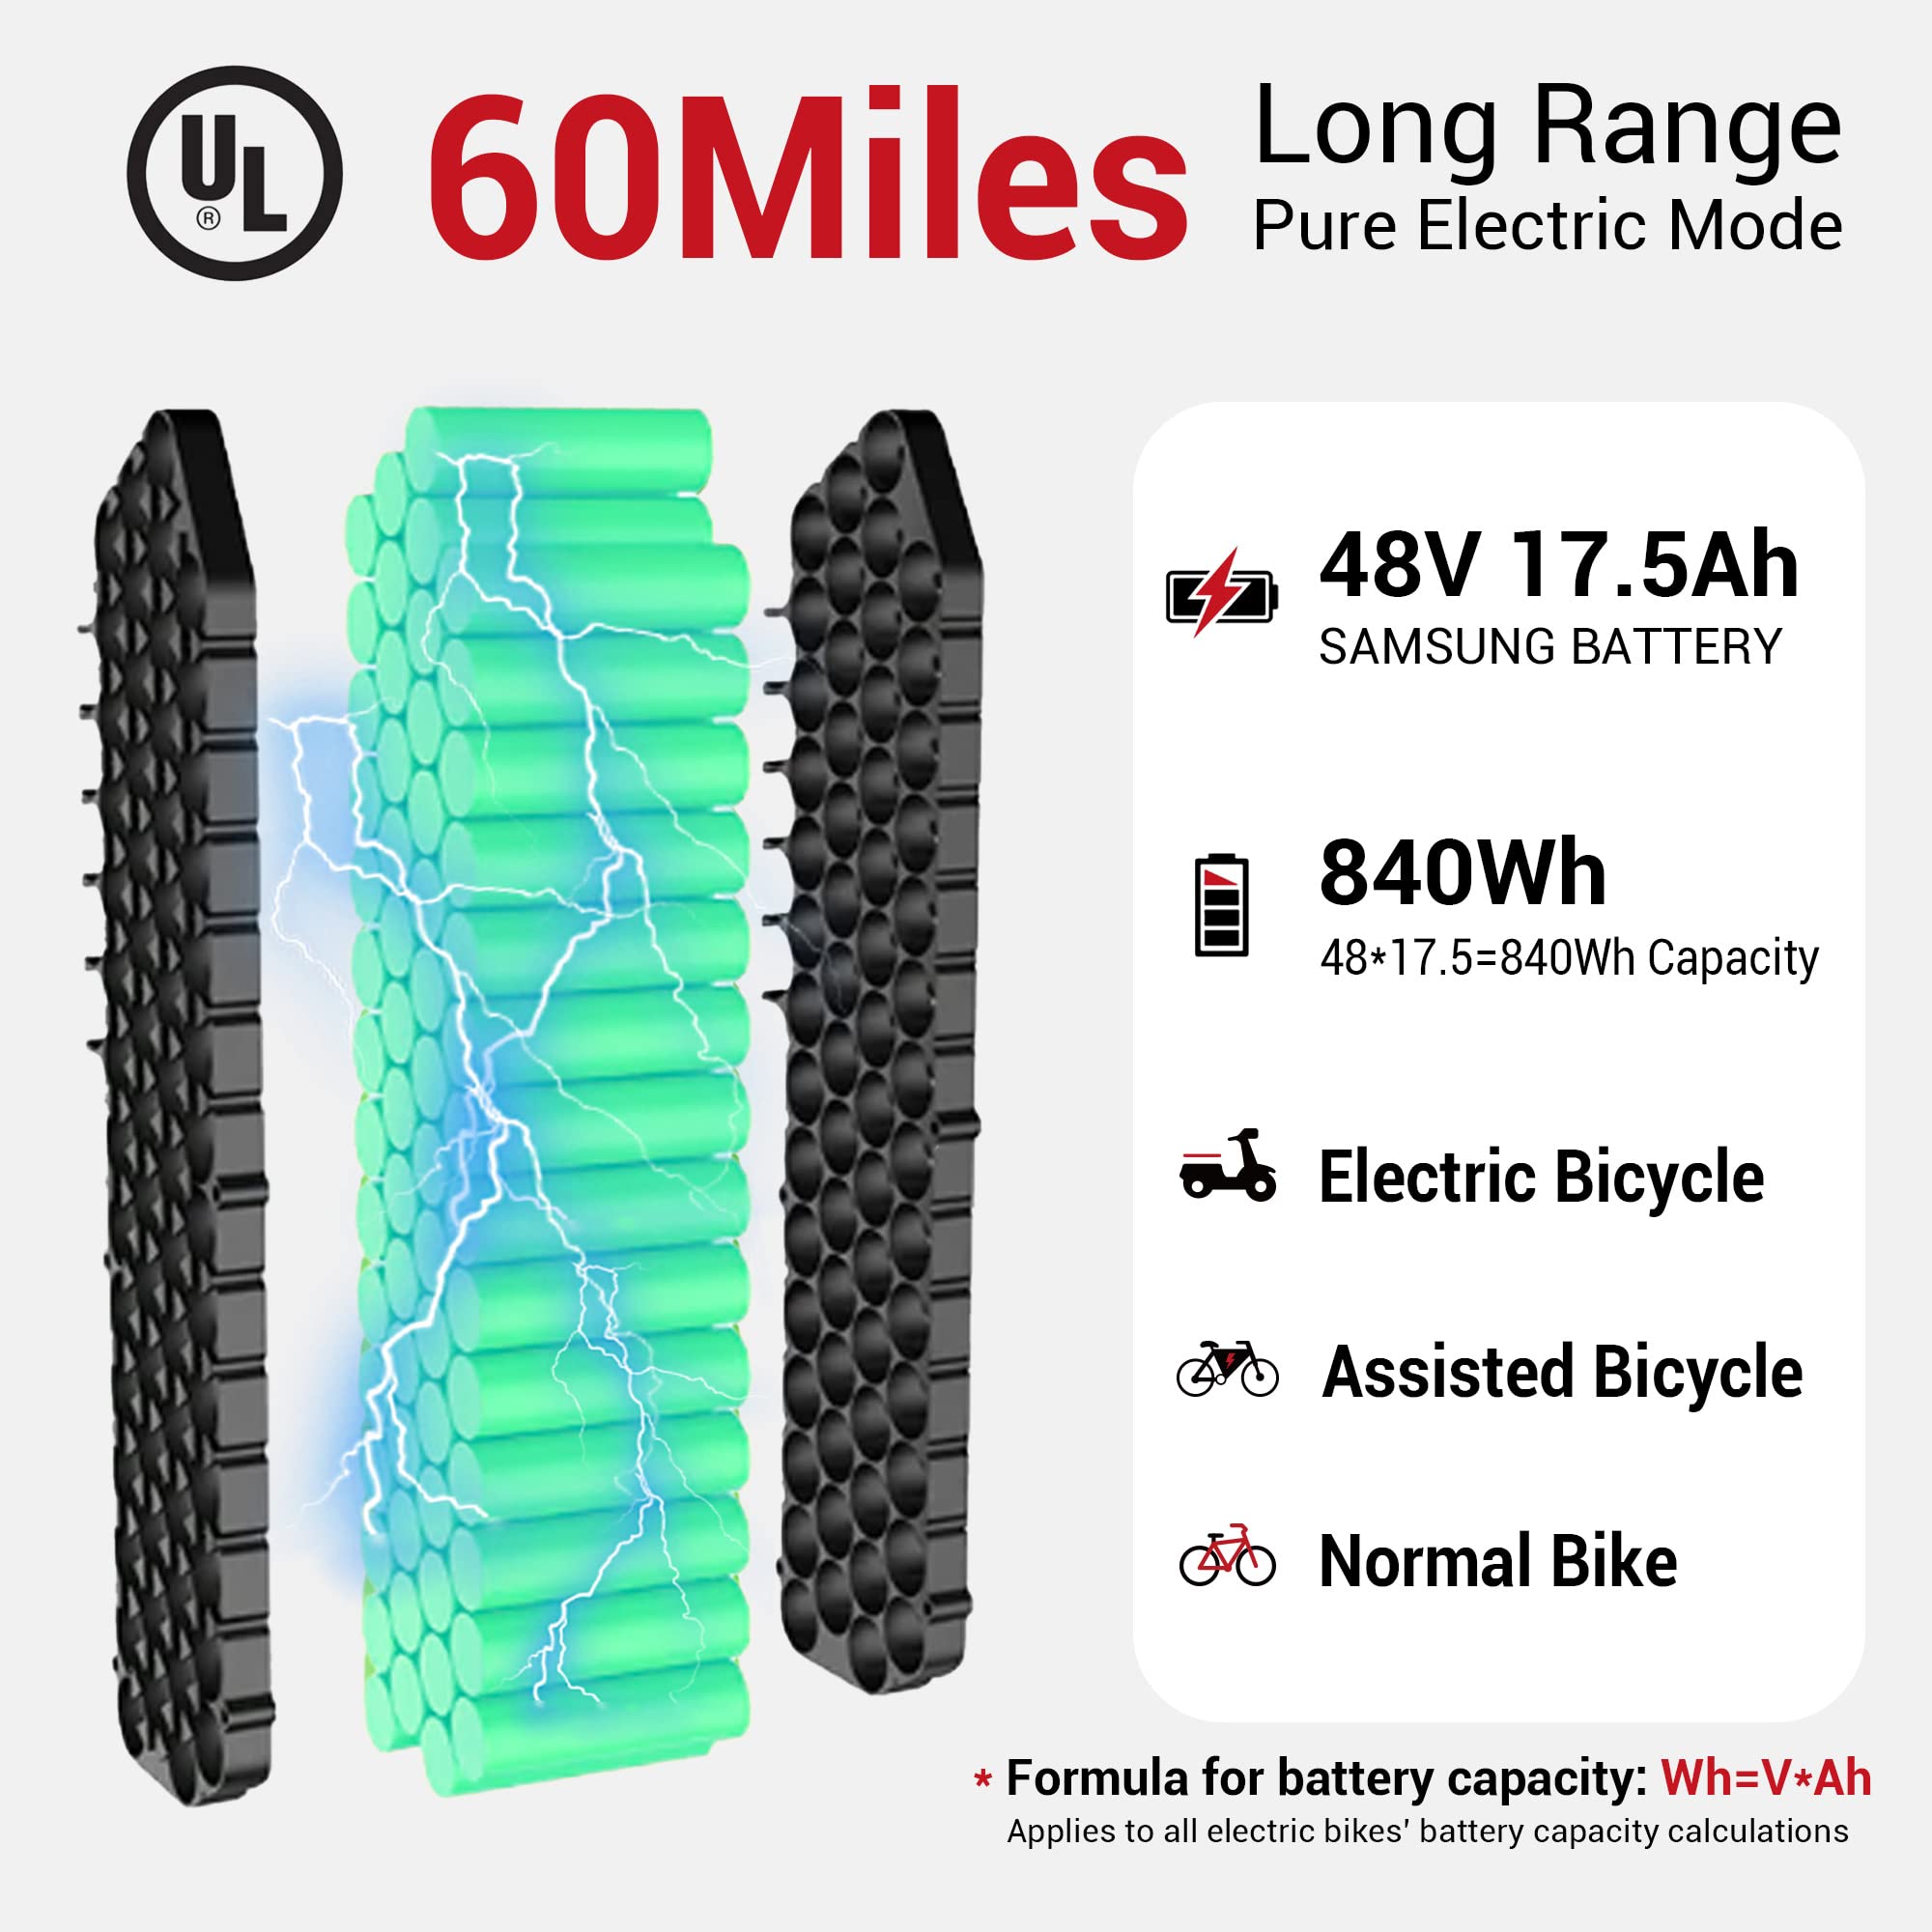 UL
®
60Miles
Long Range
Pure Electric Mode
48V 17.5Ah
SAMSUNG BATTERY
840Wh
48*17.5=840Wh Capacity
Electric Bicycle
Assisted Bicycle
Normal Bike
* Formula for battery capacity: Wh=V*Ah
Applies to all electric bikes' battery capacity calculations